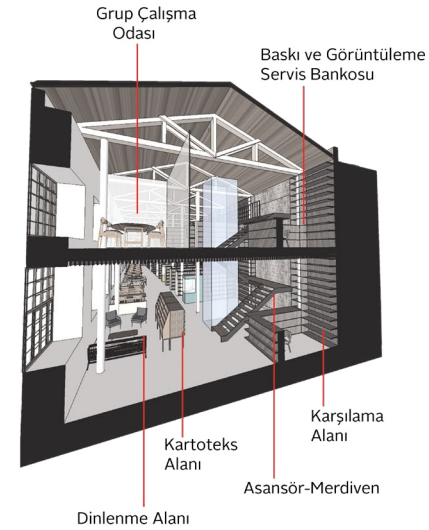 Grup Çalışma
Odası
Baskı ve Görüntüleme
Servis Bankosu
Karşılama
Alanı
Kartoteks
Alanı
Asansör-Merdiven
Dinlenme Alanı